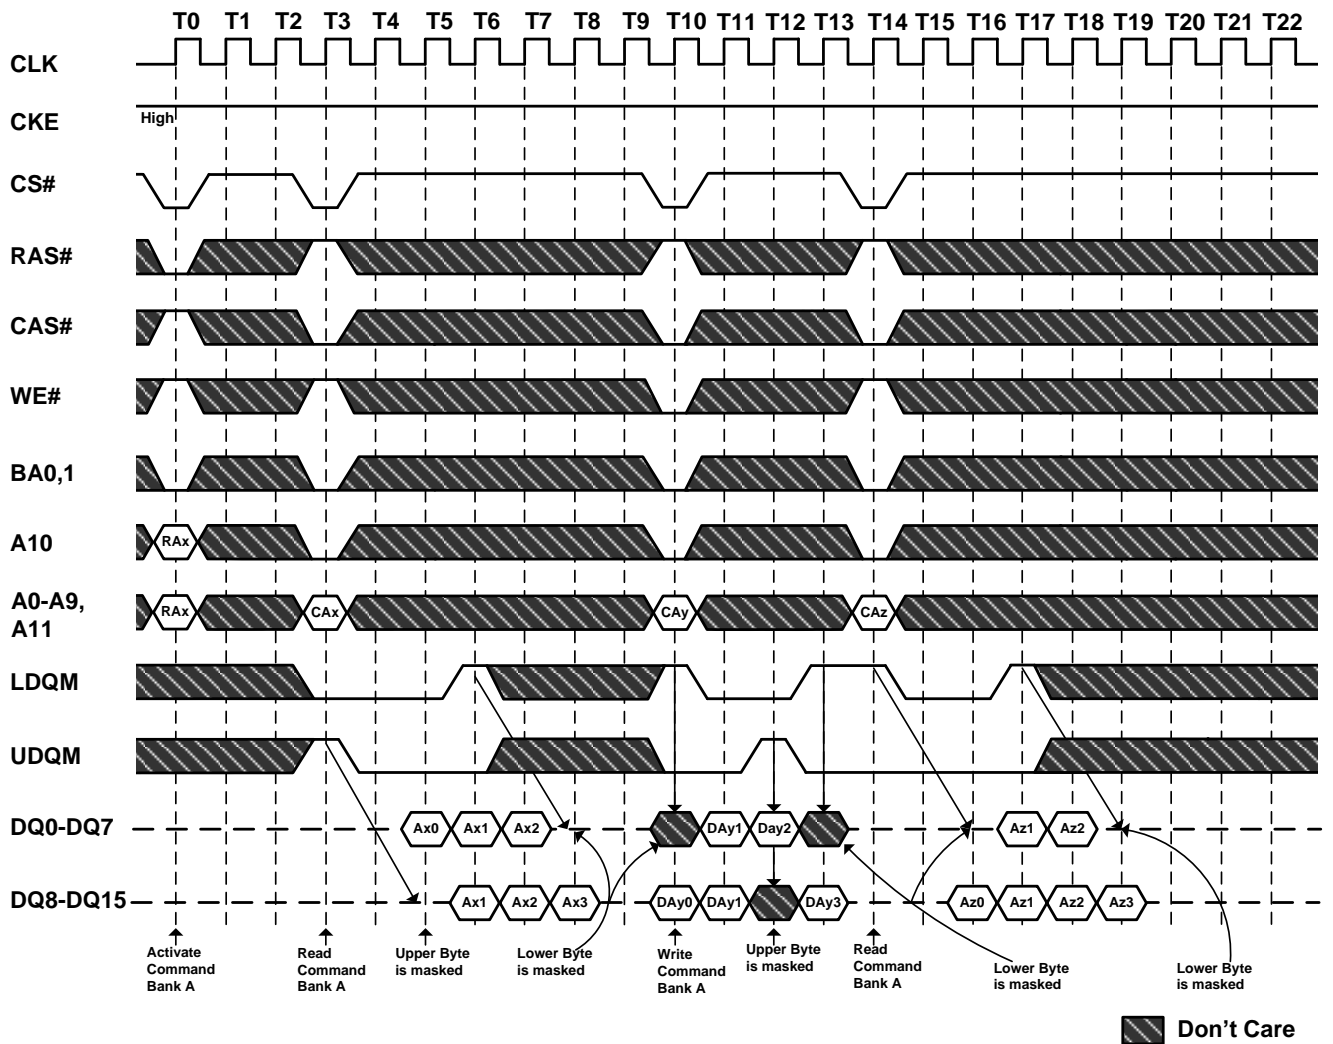 T0 T1 T2 T3 T4 T5 T6 T7 T8 T9 T10 T11 T12 T13 T14 T15 T16 T17 T18 T19 T20 T21 T22
CLK
CKE
High
CS#
RAS#
CAS#
WE#
BA0,1
A10
RAx
A0-A9,
A11
RAx CAx CAy CAz
LDQM
UDQM
DQ0-DQ7
Ax0 Ax1 Ax2 DAy1 Day2 Az1 Az2
DQ8-DQ15
Ax1 Ax2 Ax3 DAy0 DAy1 DAy3 Az0 Az1 Az2 Az3
Activate
Command
Bank A
Read
Command
Bank A
Upper Byte
is masked
Lower Byte
is masked
Write
Command
Bank A
Upper Byte
is masked
Read
Command
Bank A
Lower Byte
is masked
Lower Byte
is masked
Don't Care